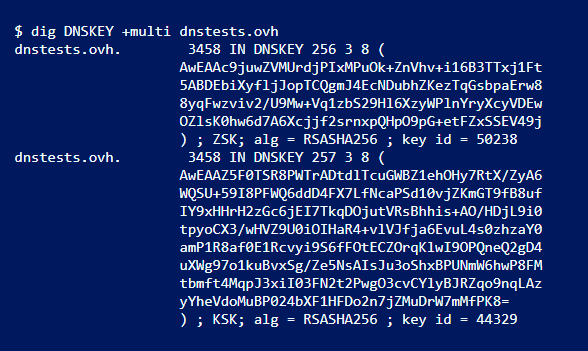 $ dig DNSKEY +multi dnstests.ovh
dnstests.ovh. 3458 IN DNSKEY 256 3 8 (
AwEAAc9juwZVMUrdjPIxMPuOk+ZnVhv+i16B3TTxj1Ft
5ABDEbiXyfljJopTCQgmJ4EcNDubhZKezTqGsbpaErw8
8yqFwzviv2/U9Mw+Vq1zbS29Hl6XzyWPlnYryXcyVDEw
OZlsK0hw6d7A6Xcjjf2srnxpQHpO9pG+etFZxSSEV49j
) ; ZSK; alg = RSASHA256 ; key id = 50238
dnstests.ovh. 3458 IN DNSKEY 257 3 8 (
AwEAAZ5F0TSR8PWTrADtdlTcuGWBZ1ehOHy7RtX/ZyA6
WQSU+59I8PFWQ6ddD4FX7LfNcaPSd10vjZKmGT9fB8uf
IY9xHHrH2zGc6jEI7TkqDOjutVRsBhhis+AO/HDjL9i0
tpyoCX3/wHVZ9U0iOIHaR4+vlVJfja6EvuL4s0zhzaY0
amP1R8af0E1Rcvyi9S6fFOtECZOrqKlwI9OPQneQ2gD4
uXWg97o1kuBvxSg/Ze5NsAIsJu3oShxBPUNmW6hwP8FM
tbmft4MqpJ3xiI03FN2t2PwgO3cvCYlyBJRZqo9nqLAz
yYheVdoMuBP024bXF1HFDo2n7jZMuDrW7mMfPK8=
) ; KSK; alg = RSASHA256 ; key id = 44329